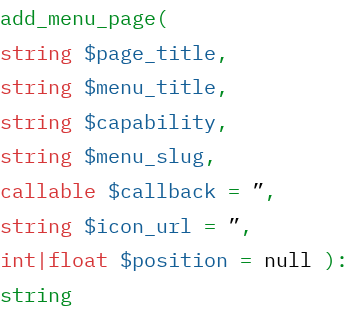 add_menu_page(
string $page_title,
string $menu_title,
string $capability,
string $menu_slug,
callable $callback = ”,
string $icon_url = ”,
int|float $position = null ):
string